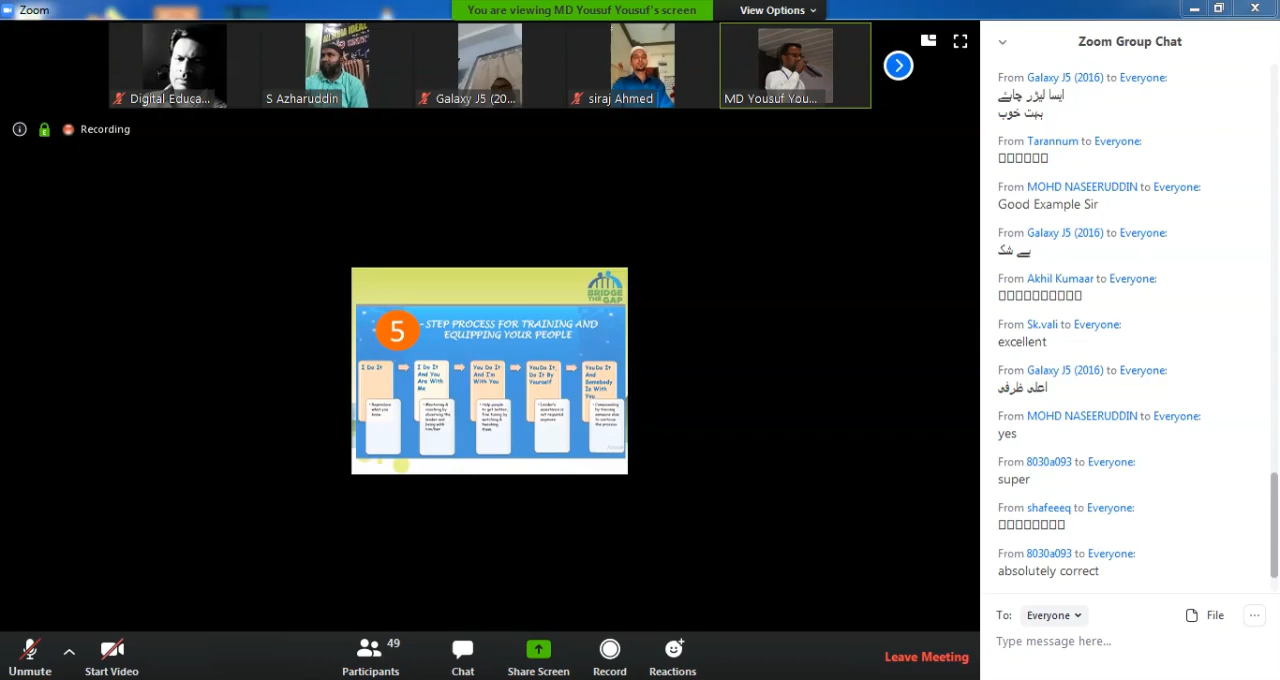 Zoom
You are viewing MD Yousuf Yousuf's screen
View Options
Digital Educa...
S Azharuddin
Galaxy J5 (20...
siraj Ahmed
MD Yousuf You...
Recording
BRIDGE
THE GAP
5 -STEP PROCESS FOR TRAINING AND
EQUIPPING YOUR PEOPLE
I Do It
I Do It
And You
Are With
Me
You Do It
And I'm
With You
You Do It,
Do It By
Yourself
You Do It
And
Somebody
Is With
You
Zoom Group Chat
From Galaxy J5 (2016) to Everyone:
ایسا لیڑر چاہئے
بہت خوب
From Tarannum to Everyone:
From MOHD NASEERUDDIN to Everyone:
Good Example Sir
From Galaxy J5 (2016) to Everyone:
بے شک
From Akhil Kumaar to Everyone:
From Sk.vali to Everyone:
excellent
From Galaxy J5 (2016) to Everyone:
اعلی ظرفی
From MOHD NASEERUDDIN to Everyone:
yes
From 8030a093 to Everyone:
super
From shafeeeq to Everyone:
From 8030a093 to Everyone:
absolutely correct
To: Everyone
File
Type message here...
Unmute
Start Video
49
Participants
Chat
Share Screen
Record
Reactions
Leave Meeting